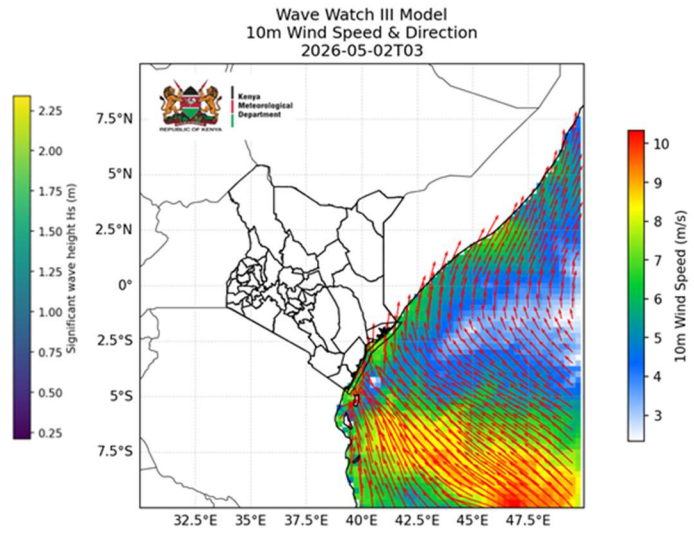 Wave Watch III Model
10m Wind Speed & Direction
2026-05-02T03
Kenya
Meteorological
Department
REPUBLIC OF KENYA
2.25
2.00
1.75
1.50
1.25
1.00
0.75
0.50
0.25
Significant wave height Hs (m)
7.5°N
5°N
2.5°N
0°
2.5°S
5°S
7.5°S
32.5°E
35°E
37.5°E
40°E
42.5°E
45°E
47.5°E
10
9
8
7
6
5
4
3
10m Wind Speed (m/s)